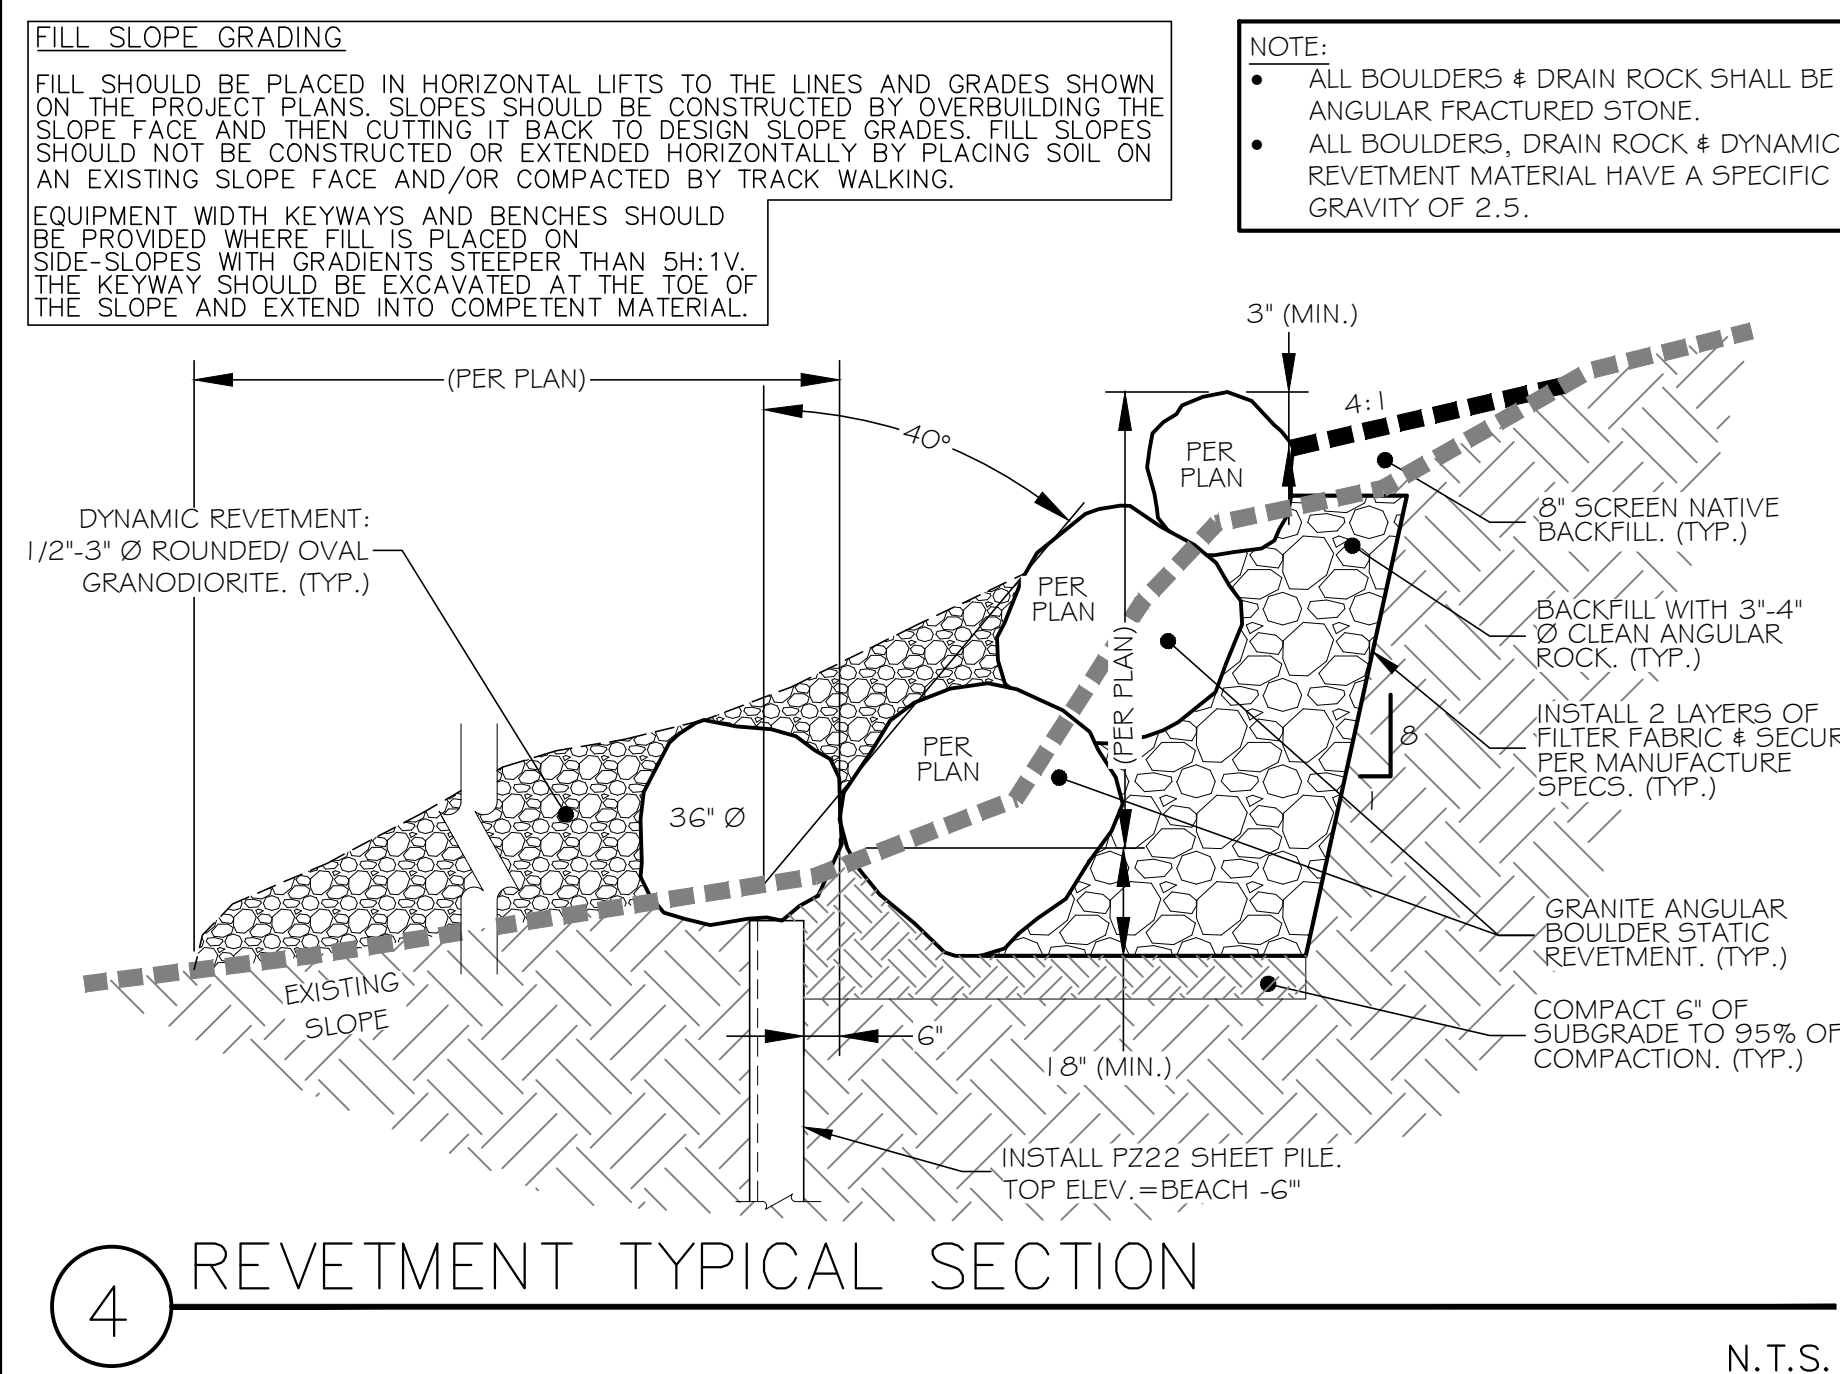 FILL SLOPE GRADING
FILL SHOULD BE PLACED IN HORIZONTAL LIFTS TO THE LINES AND GRADES SHOWN
ON THE PROJECT PLANS. SLOPES SHOULD BE CONSTRUCTED BY OVERBUILDING THE
SLOPE FACE AND THEN CUTTING IT BACK TO DESIGN SLOPE GRADES. FILL SLOPES
SHOULD NOT BE CONSTRUCTED OR EXTENDED HORIZONTALLY BY PLACING SOIL ON
AN EXISTING SLOPE FACE AND/OR COMPACTED BY TRACK WALKING.
EQUIPMENT WIDTH KEYWAYS AND BENCHES SHOULD
BE PROVIDED WHERE FILL IS PLACED ON
SIDE-SLOPES WITH GRADIENTS STEEPER THAN 5H:1V.
THE KEYWAY SHOULD BE EXCAVATED AT THE TOE OF
THE SLOPE AND EXTEND INTO COMPETENT MATERIAL.
NOTE:
• ALL BOULDERS & DRAIN ROCK SHALL BE
ANGULAR FRACTURED STONE.
• ALL BOULDERS, DRAIN ROCK & DYNAMIC
REVETMENT MATERIAL HAVE A SPECIFIC
GRAVITY OF 2.5.
3" (MIN.)
(PER PLAN)
40°
4:1
PER
PLAN
DYNAMIC REVETMENT:
1/2"-3" Ø ROUNDED/ OVAL
GRANODIORITE. (TYP.)
8" SCREEN NATIVE
BACKFILL. (TYP.)
PER
PLAN
BACKFILL WITH 3"-4"
Ø CLEAN ANGULAR
ROCK. (TYP.)
(PER PLAN)
INSTALL 2 LAYERS OF
FILTER FABRIC & SECUR
PER MANUFACTURE
SPECS. (TYP.)
8
1
PER
PLAN
36" Ø
GRANITE ANGULAR
BOULDER STATIC
REVETMENT. (TYP.)
EXISTING
SLOPE
COMPACT 6" OF
SUBGRADE TO 95% OF
COMPACTION. (TYP.)
6"
18" (MIN.)
INSTALL PZ22 SHEET PILE.
TOP ELEV.=BEACH -6'"
4
REVETMENT TYPICAL SECTION
N.T.S.